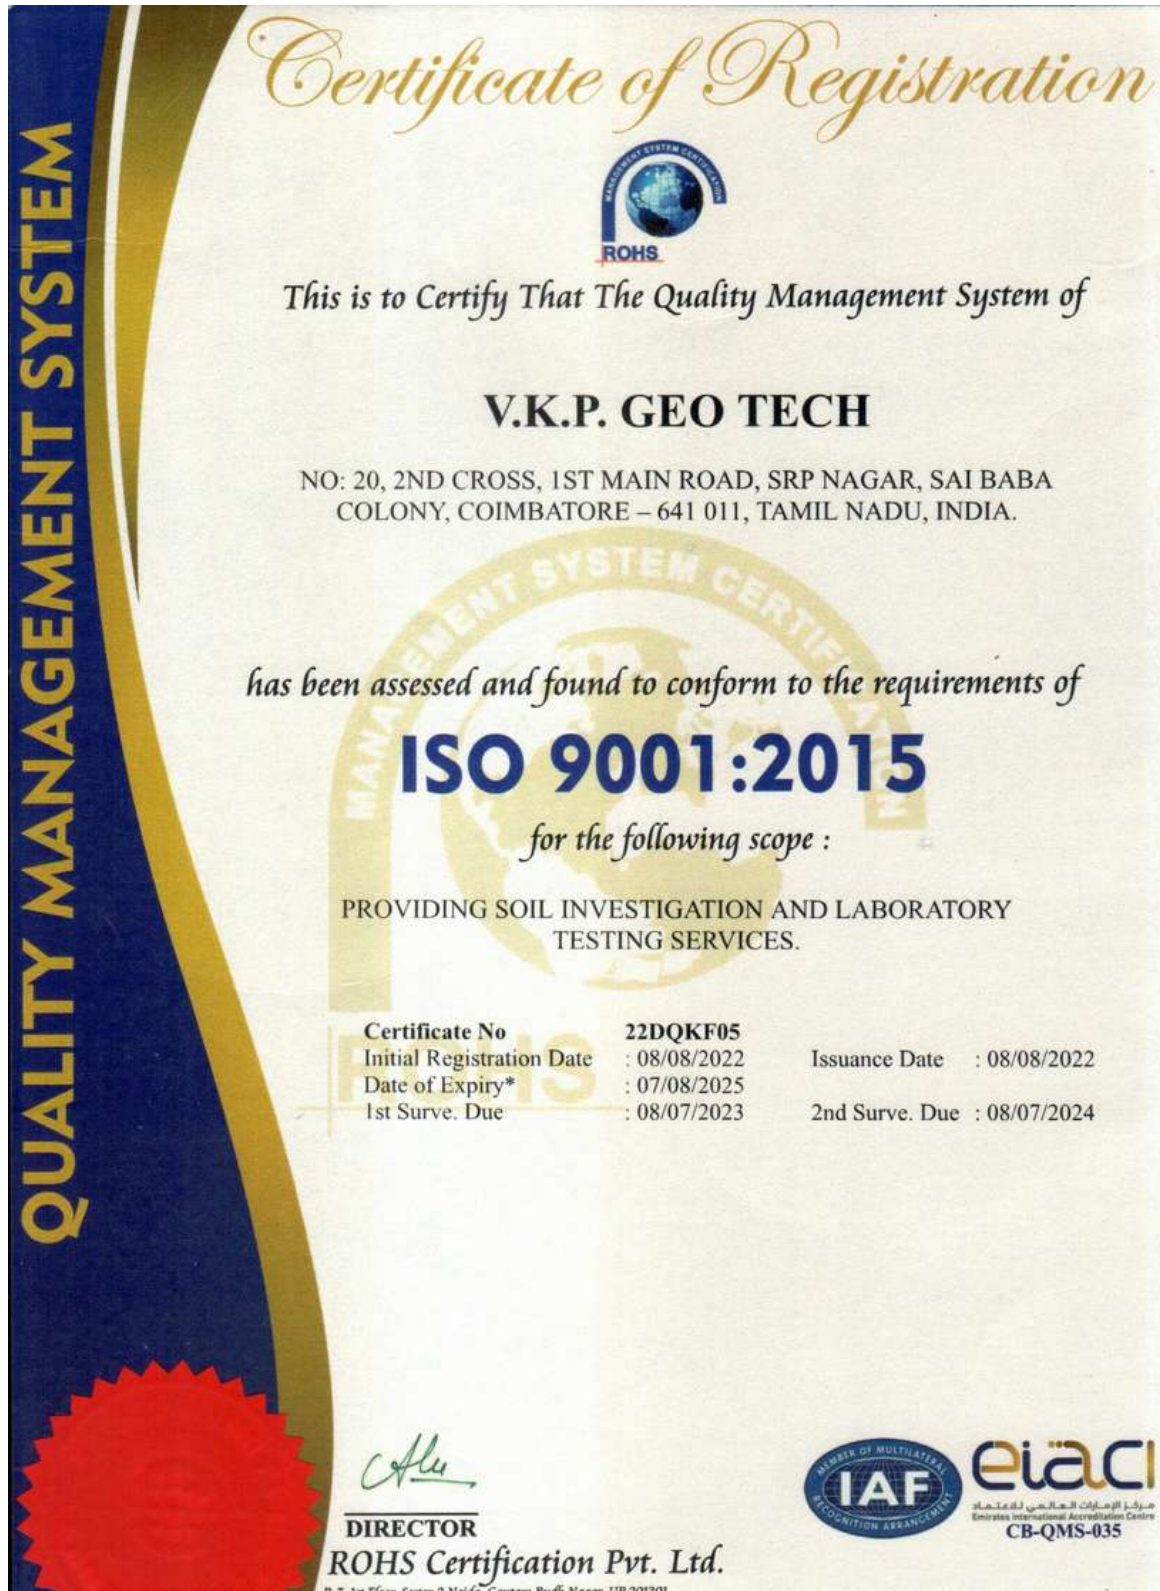 Certificate of Registration
MANAGEMENT SYSTEM CERTIFICATION
ROHS
This is to Certify That The Quality Management System of
V.K.P. GEO TECH
NO: 20, 2ND CROSS, 1ST MAIN ROAD, SRP NAGAR, SAI BABA
COLONY, COIMBATORE – 641 011, TAMIL NADU, INDIA.
MANAGEMENT SYSTEM CERTIFICATION
has been assessed and found to conform to the requirements of
ISO 9001:2015
for the following scope :
PROVIDING SOIL INVESTIGATION AND LABORATORY
TESTING SERVICES.
ROHS
Certificate No 22DQKF05
Initial Registration Date : 08/08/2022 Issuance Date : 08/08/2022
Date of Expiry* : 07/08/2025
1st Surve. Due : 08/07/2023 2nd Surve. Due : 08/07/2024
QUALITY MANAGEMENT SYSTEM
DIRECTOR
ROHS Certification Pvt. Ltd.
MEMBER OF MULTILATERAL
IAF
RECOGNITION ARRANGEMENT
eiaci
مركز الإمارات العالمي للاعتماد
Emirates International Accreditation Centre
CB-QMS-035